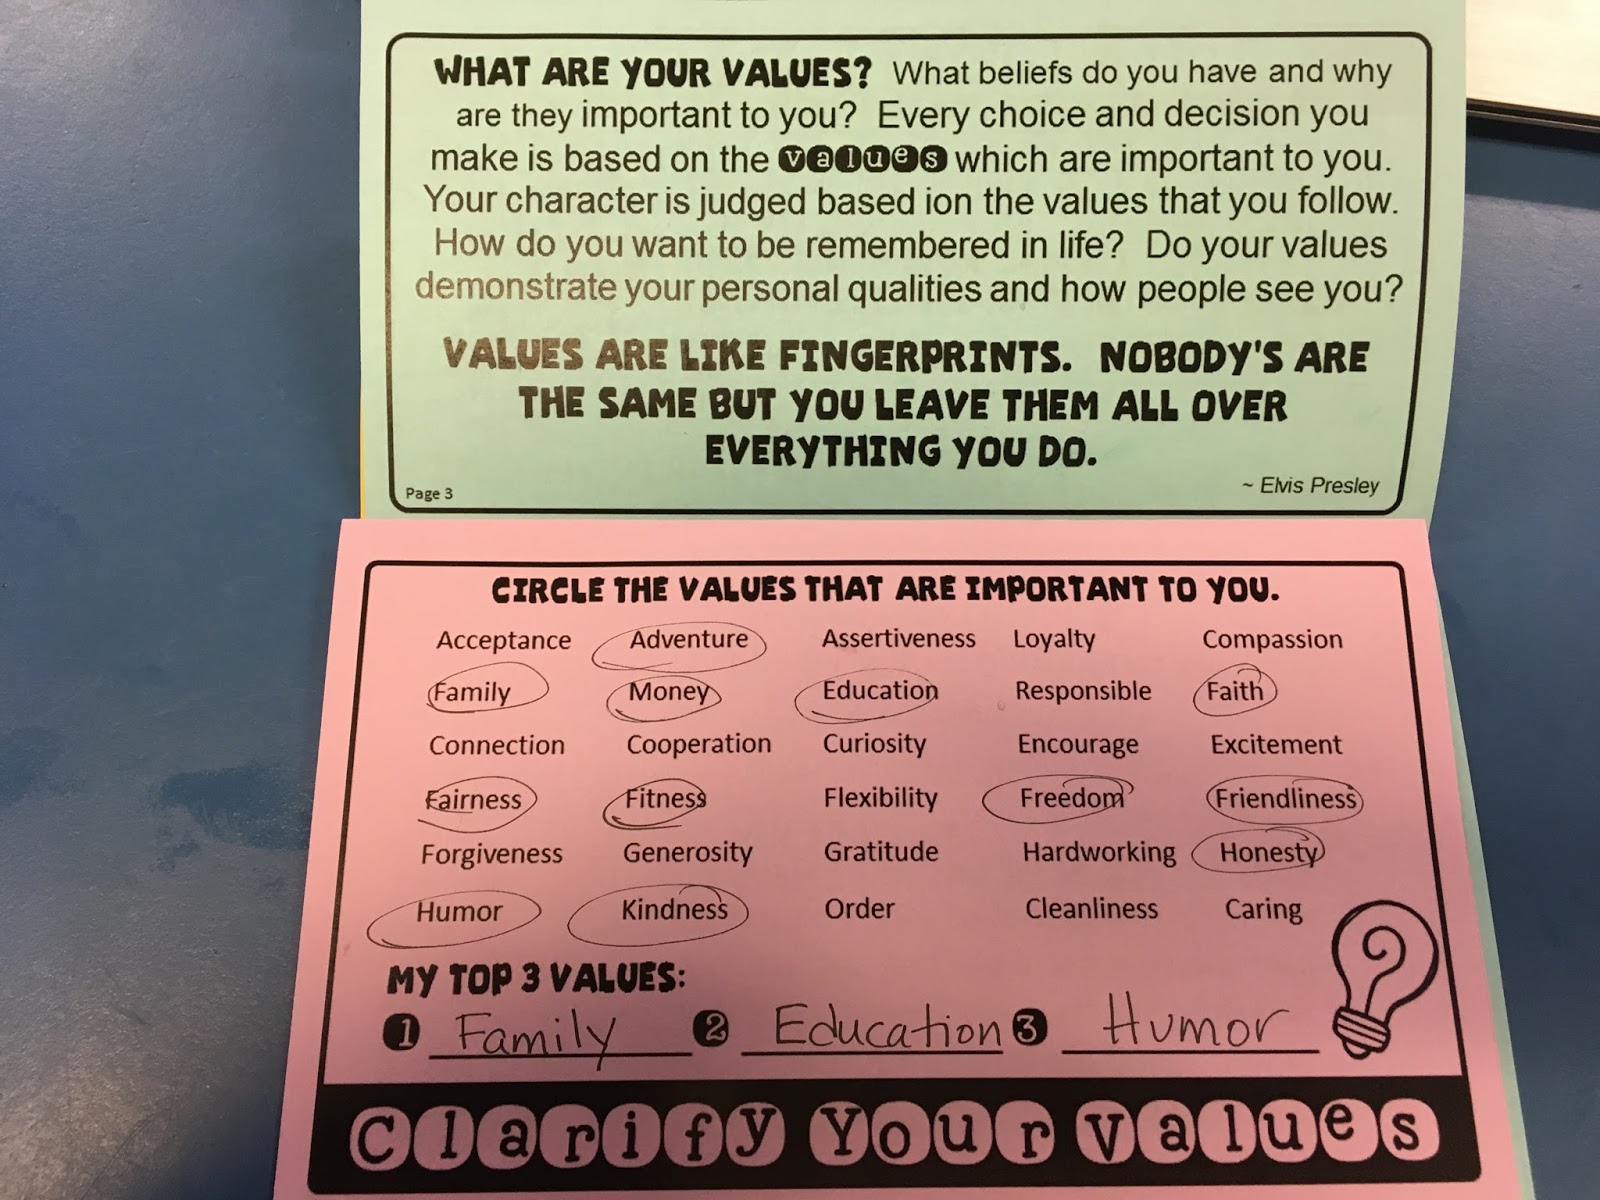 WHAT ARE YOUR VALUES? What beliefs do you have and why
are they important to you? Every choice and decision you
make is based on the values which are important to you.
Your character is judged based ion the values that you follow.
How do you want to be remembered in life? Do your values
demonstrate your personal qualities and how people see you?
VALUES ARE LIKE FINGERPRINTS. NOBODY'S ARE
THE SAME BUT YOU LEAVE THEM ALL OVER
EVERYTHING YOU DO.
Page 3 ~ Elvis Presley
CIRCLE THE VALUES THAT ARE IMPORTANT TO YOU.
Acceptance Adventure Assertiveness Loyalty Compassion
Family Money Education Responsible Faith
Connection Cooperation Curiosity Encourage Excitement
Fairness Fitness Flexibility Freedom Friendliness
Forgiveness Generosity Gratitude Hardworking Honesty
Humor Kindness Order Cleanliness Caring
MY TOP 3 VALUES:
1 Family 2 Education 3 Humor
Clarify Your Values